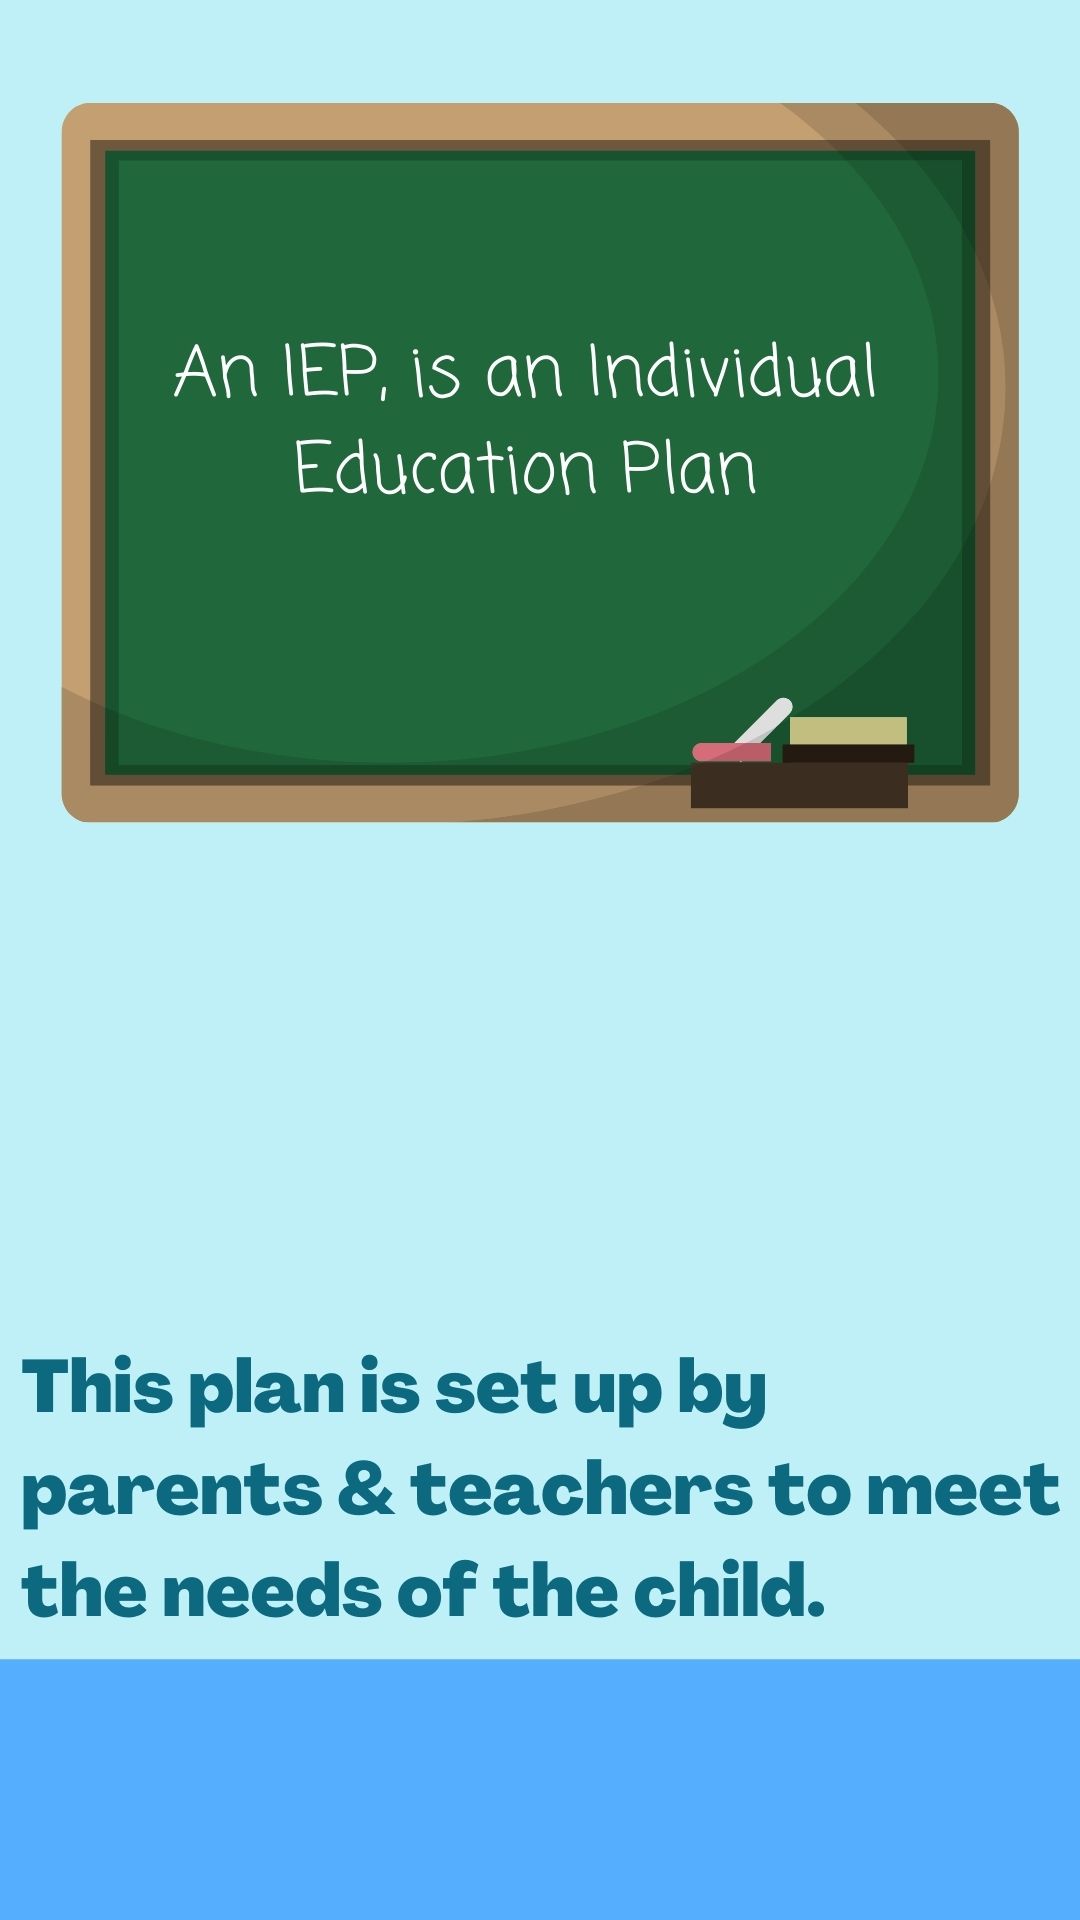 An IEP, is an Individual
Education Plan
This plan is set up by
parents & teachers to meet
the needs of the child.